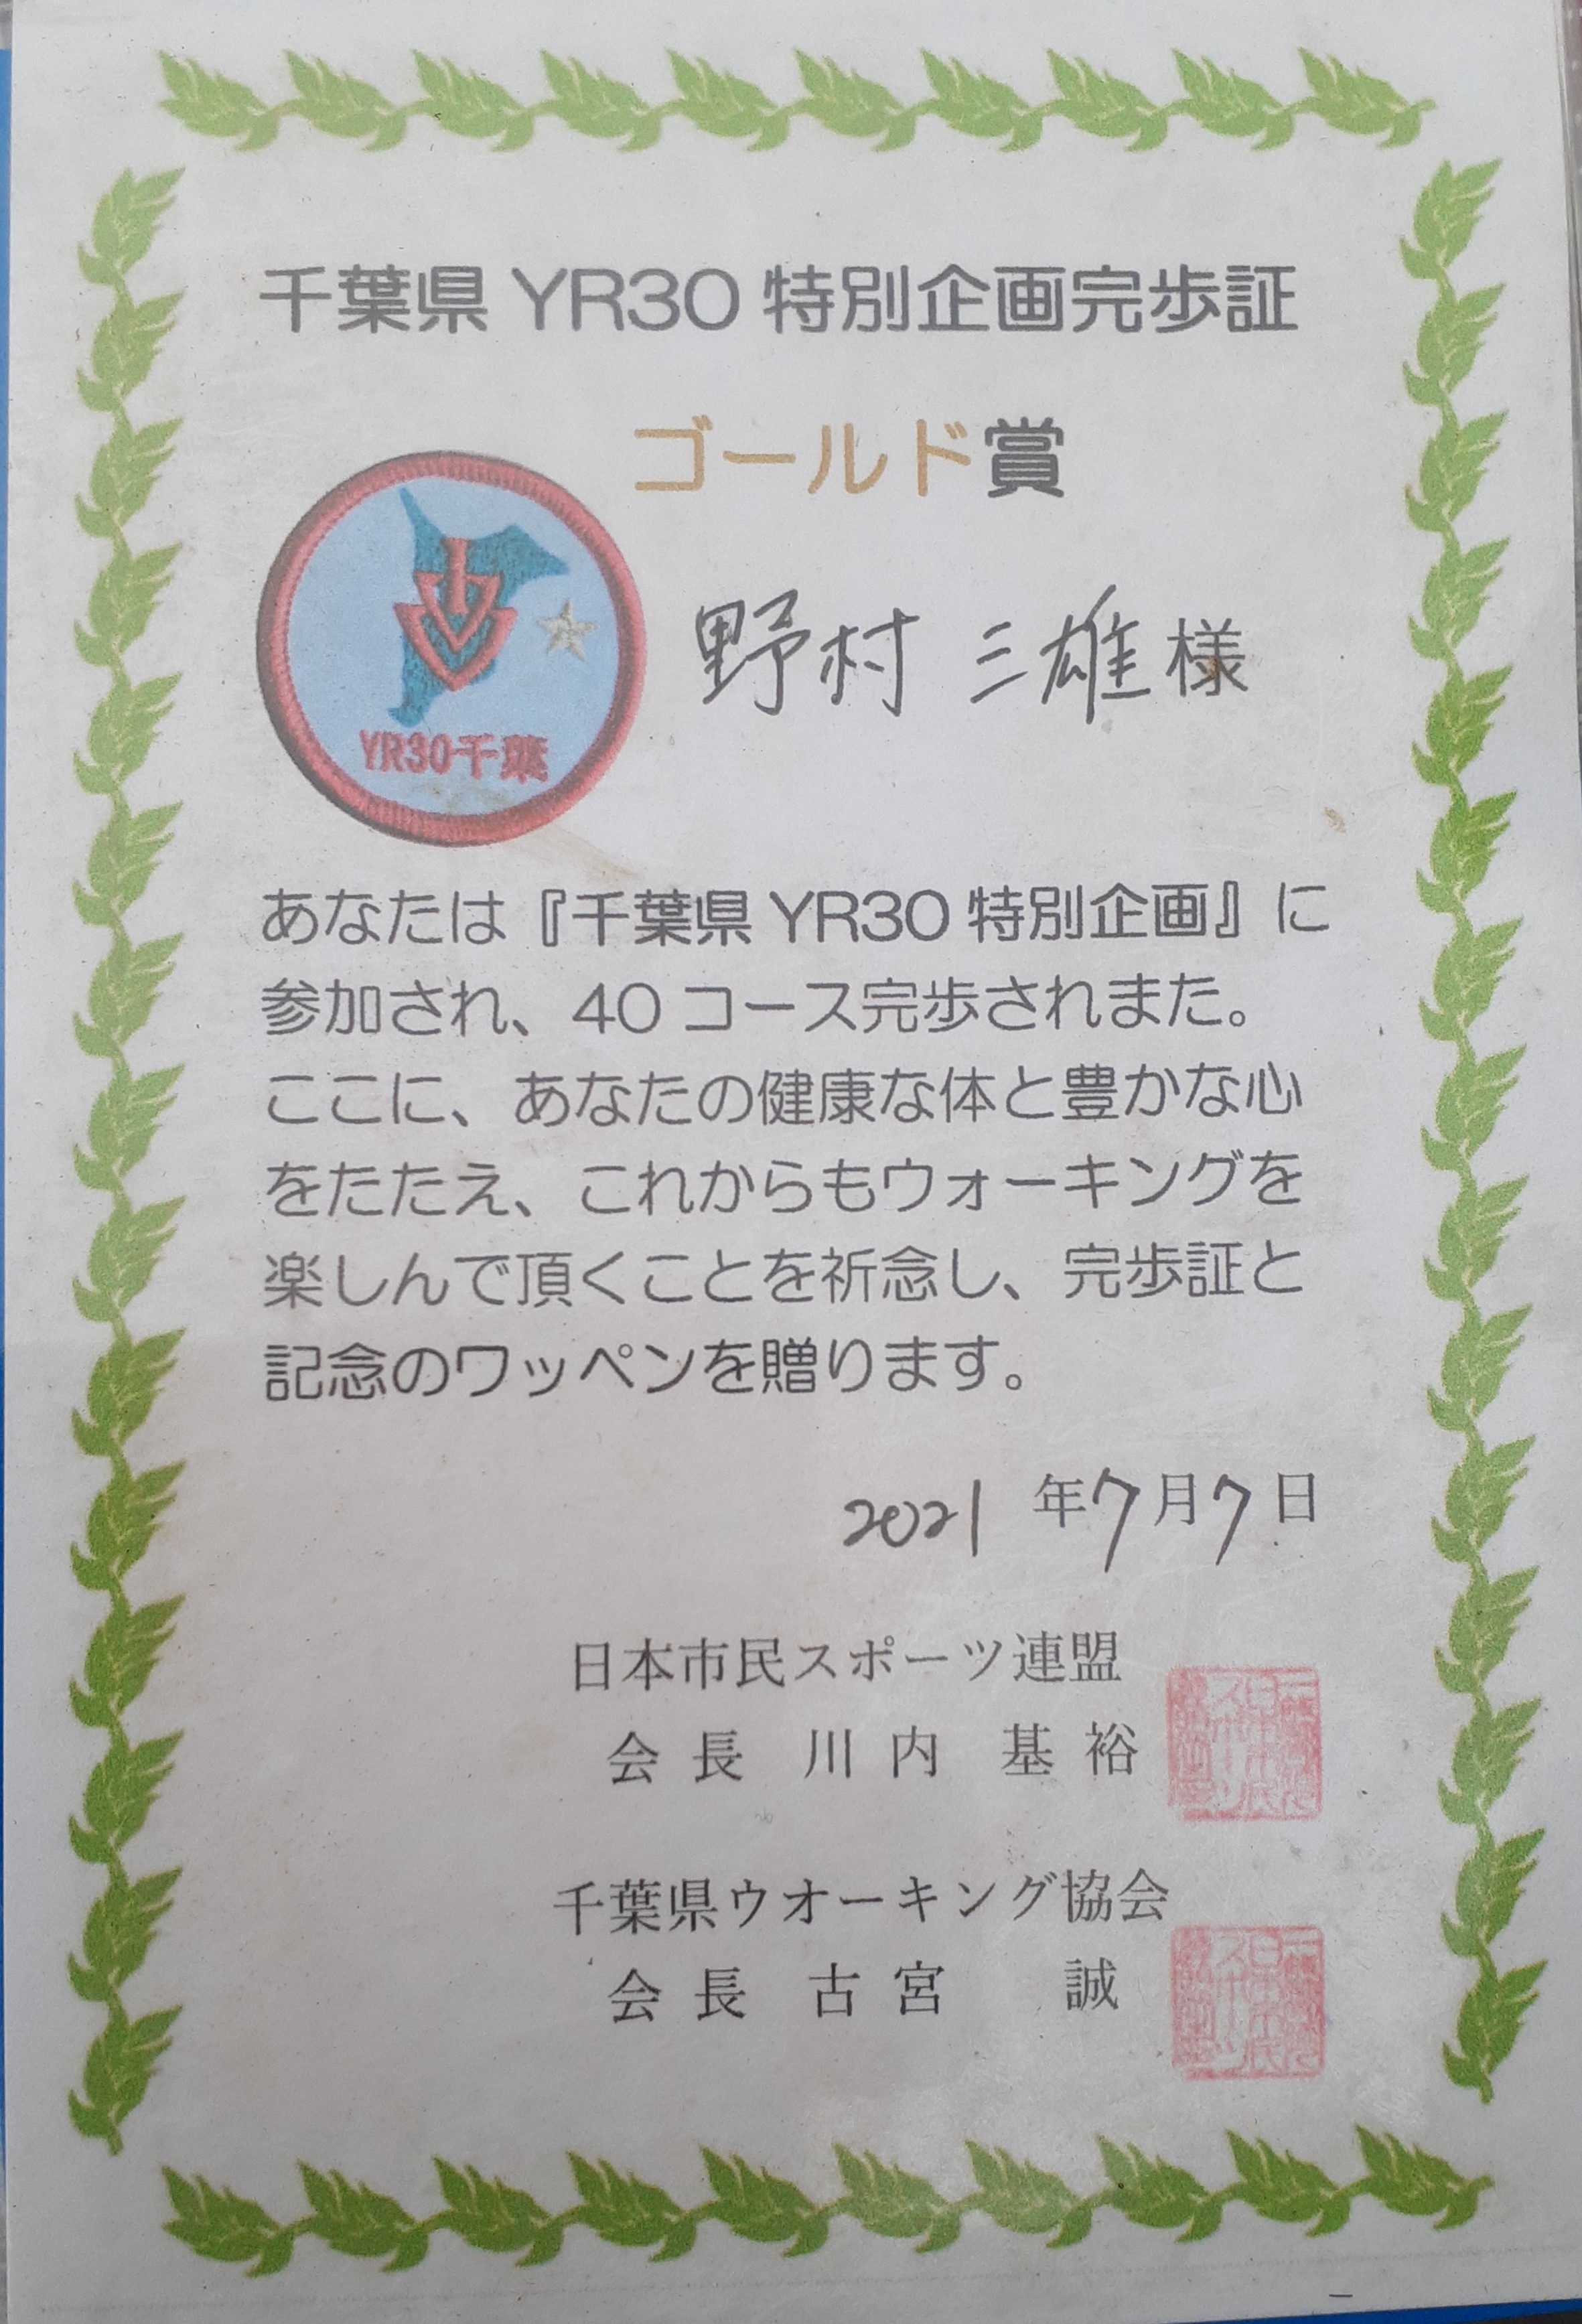 千葉県 YR30 特別企画完歩証
ゴールド賞
野村 三雄 様
YR30千葉
あなたは『千葉県 YR30 特別企画』に
参加され、40 コース完歩されまた。
ここに、あなたの健康な体と豊かな心
をたたえ、これからもウォーキングを
楽しんで頂くことを祈念し、完歩証と
記念のワッペンを贈ります。
2021 年 7 月 7 日
日本市民スポーツ連盟
会 長 川 内 基 裕
千葉県ウオーキング協会
会 長 古 宮 誠